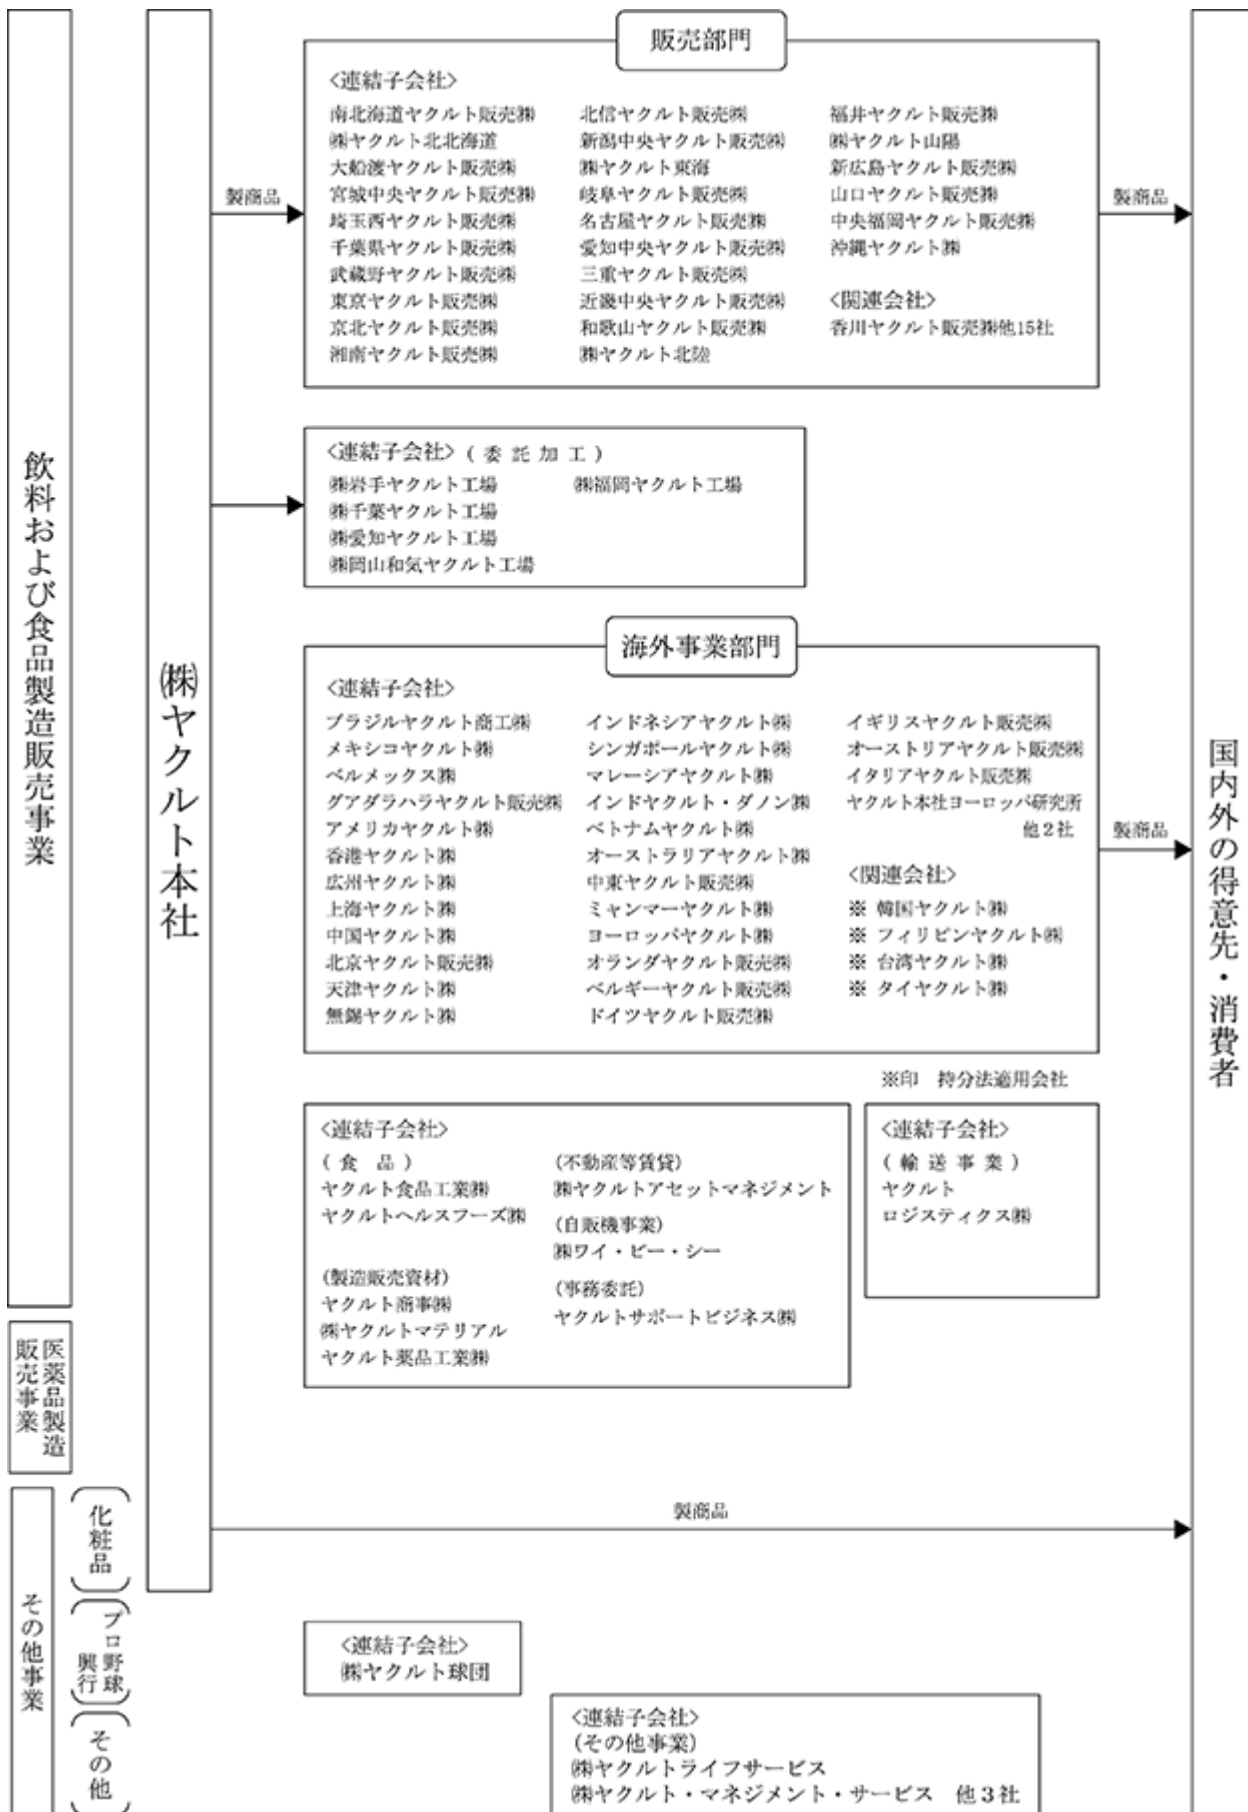 飲料および食品製造販売事業
医薬品製造
販売事業
その他事業
化粧品
プロ野球
興行
その他
㈱ヤクルト本社
製商品
販売部門
〈連結子会社〉
南北海道ヤクルト販売㈱
㈱ヤクルト北北海道
大船渡ヤクルト販売㈱
宮城中央ヤクルト販売㈱
埼玉西ヤクルト販売㈱
千葉県ヤクルト販売㈱
武蔵野ヤクルト販売㈱
東京ヤクルト販売㈱
京北ヤクルト販売㈱
湘南ヤクルト販売㈱
北信ヤクルト販売㈱
新潟中央ヤクルト販売㈱
㈱ヤクルト東海
岐阜ヤクルト販売㈱
名古屋ヤクルト販売㈱
愛知中央ヤクルト販売㈱
三重ヤクルト販売㈱
近畿中央ヤクルト販売㈱
和歌山ヤクルト販売㈱
㈱ヤクルト北陸
福井ヤクルト販売㈱
㈱ヤクルト山陽
新広島ヤクルト販売㈱
山口ヤクルト販売㈱
中央福岡ヤクルト販売㈱
沖縄ヤクルト㈱
〈関連会社〉
香川ヤクルト販売㈱他15社
製商品
〈連結子会社〉(委託加工)
㈱岩手ヤクルト工場
㈱千葉ヤクルト工場
㈱愛知ヤクルト工場
㈱岡山和気ヤクルト工場
㈱福岡ヤクルト工場
海外事業部門
〈連結子会社〉
ブラジルヤクルト商工㈱
メキシコヤクルト㈱
ベルメックス㈱
グアダラハラヤクルト販売㈱
アメリカヤクルト㈱
香港ヤクルト㈱
広州ヤクルト㈱
上海ヤクルト㈱
中国ヤクルト㈱
北京ヤクルト販売㈱
天津ヤクルト㈱
無錫ヤクルト㈱
インドネシアヤクルト㈱
シンガポールヤクルト㈱
マレーシアヤクルト㈱
インドヤクルト・ダノン㈱
ベトナムヤクルト㈱
オーストラリアヤクルト㈱
中東ヤクルト販売㈱
ミャンマーヤクルト㈱
ヨーロッパヤクルト㈱
オランダヤクルト販売㈱
ベルギーヤクルト販売㈱
ドイツヤクルト販売㈱
イギリスヤクルト販売㈱
オーストリアヤクルト販売㈱
イタリアヤクルト販売㈱
ヤクルト本社ヨーロッパ研究所
他2社
〈関連会社〉
※ 韓国ヤクルト㈱
※ フィリピンヤクルト㈱
※ 台湾ヤクルト㈱
※ タイヤクルト㈱
製商品
※印 持分法適用会社
〈連結子会社〉
(食品)
ヤクルト食品工業㈱
ヤクルトヘルスフーズ㈱
(製造販売資材)
ヤクルト商事㈱
㈱ヤクルトマテリアル
ヤクルト薬品工業㈱
(不動産等賃貸)
㈱ヤクルトアセットマネジメント
(自販機事業)
㈱ワイ・ビー・シー
(事務委託)
ヤクルトサポートビジネス㈱
〈連結子会社〉
(輸送事業)
ヤクルト
ロジスティクス㈱
製商品
〈連結子会社〉
㈱ヤクルト球団
〈連結子会社〉
(その他事業)
㈱ヤクルトライフサービス
㈱ヤクルト・マネジメント・サービス 他3社
国内外の得意先・消費者